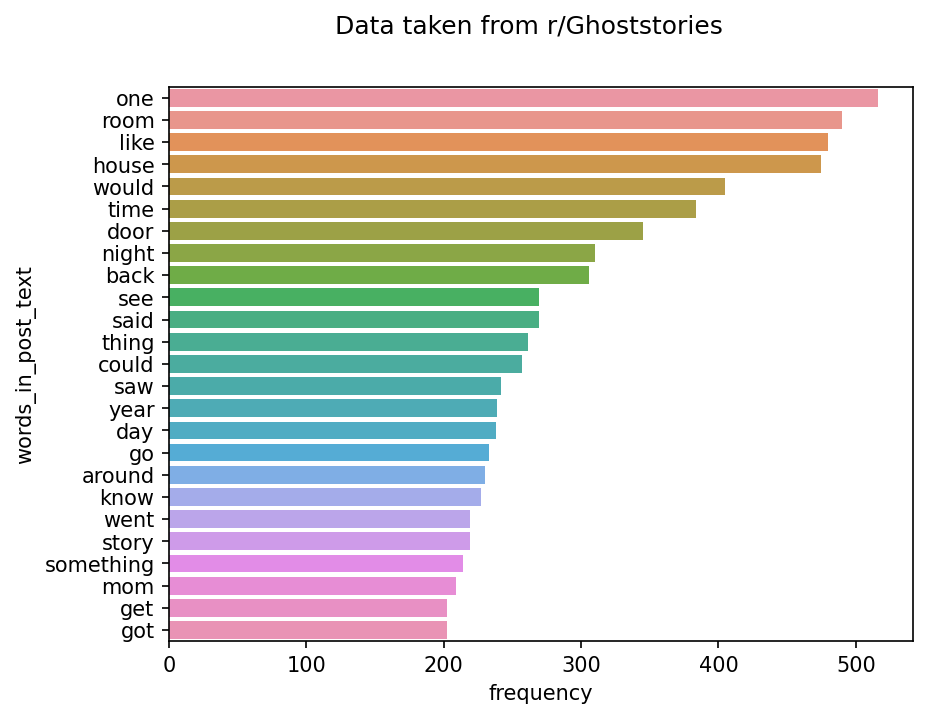 Data taken from r/Ghoststories
words_in_post_text
one
room
like
house
would
time
door
night
back
see
said
thing
could
saw
year
day
go
around
know
went
story
something
mom
get
got
0 100 200 300 400 500
frequency